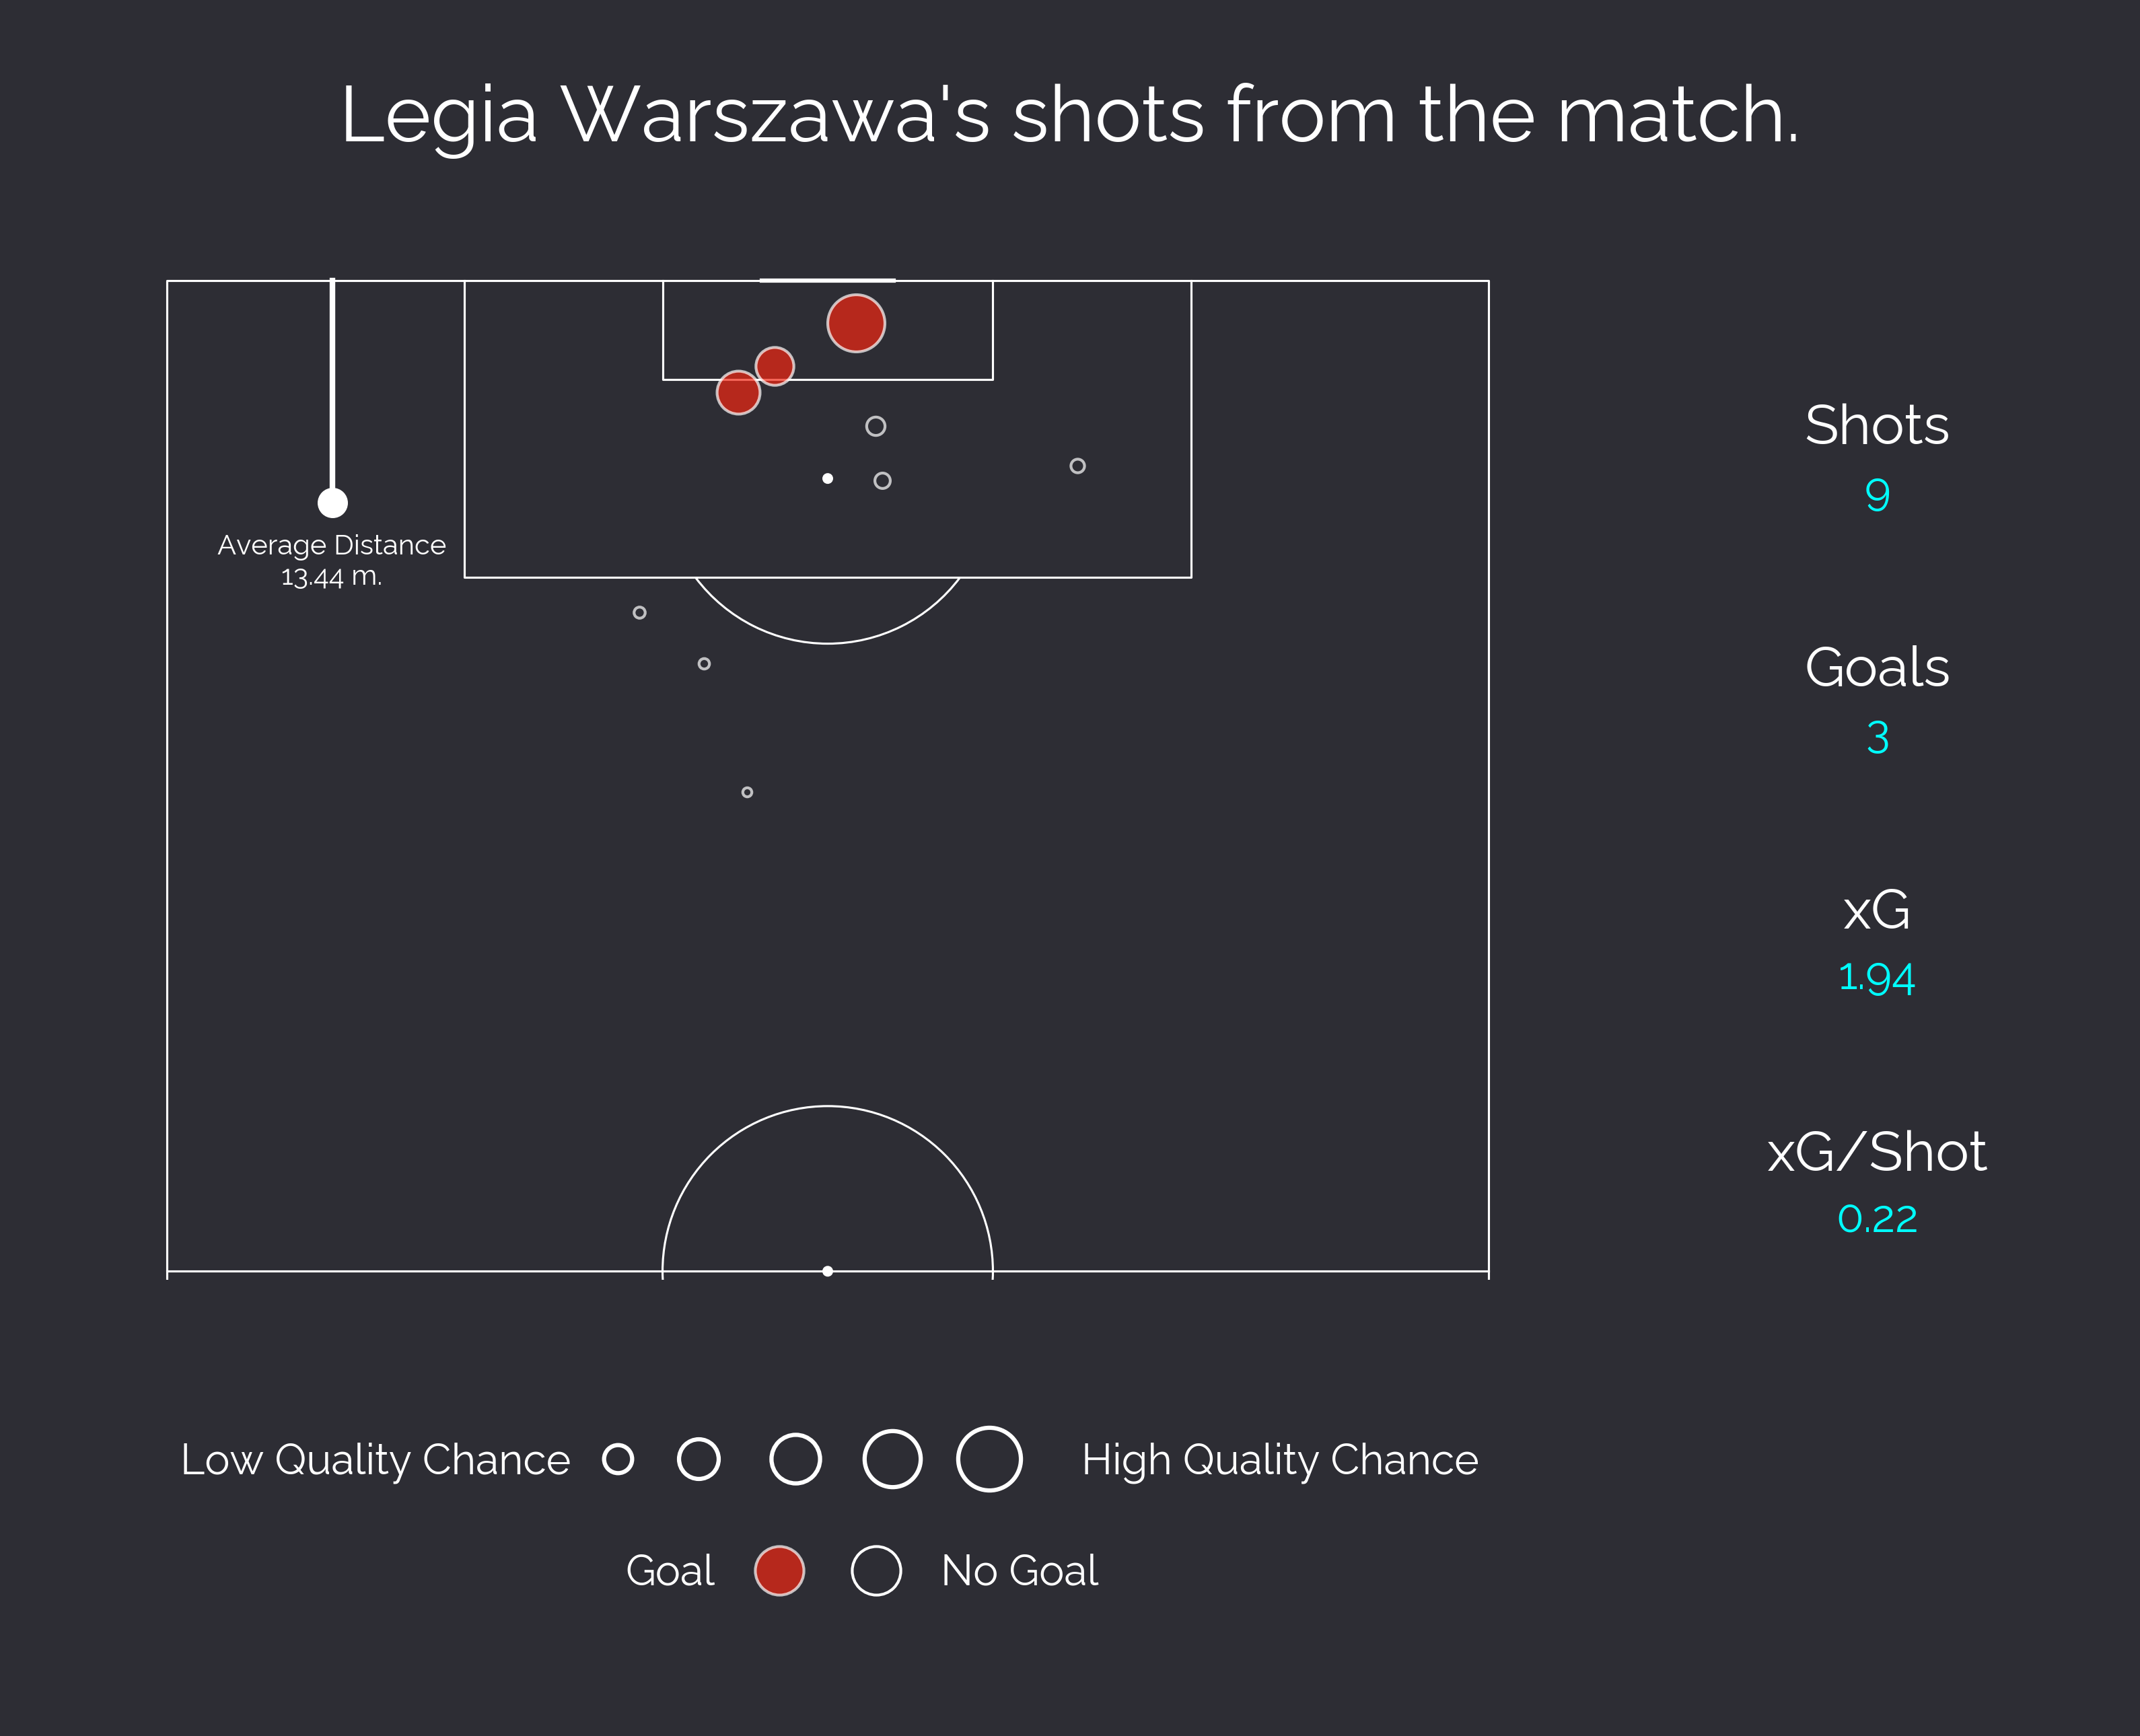 Legia Warszawa's shots from the match.
Average Distance
13.44 m.
Shots
9
Goals
3
xG
1.94
xG/Shot
0.22
Low Quality Chance
High Quality Chance
Goal
No Goal